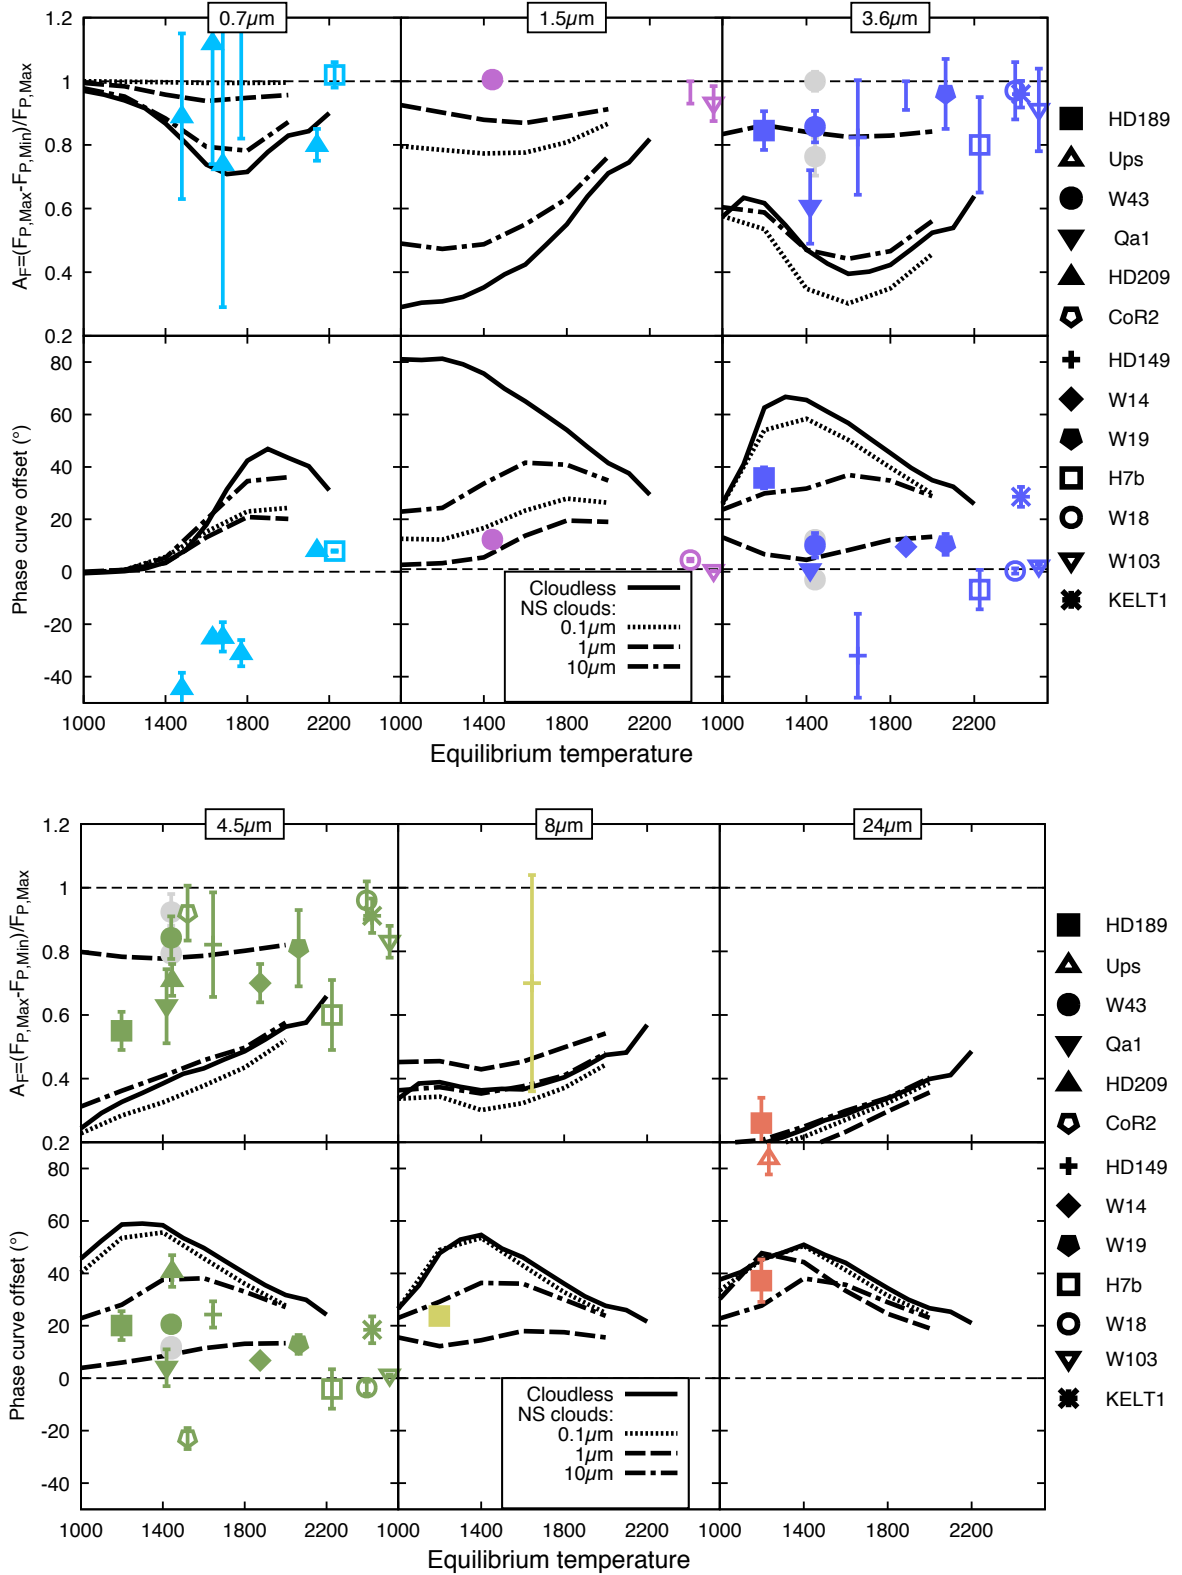 0.7μm 1.5μm 3.6μm
1.2
1
0.8
0.6
0.4
0.2
A_F=(F_P,Max-F_P,Min)/F_P,Max
80
60
40
20
0
-20
-40
Phase curve offset (°)
Cloudless
NS clouds:
0.1μm
1μm
10μm
1000 1400 1800 2200 1000 1400 1800 2200 1000 1400 1800 2200
Equilibrium temperature
HD189
Ups
W43
Qa1
HD209
CoR2
HD149
W14
W19
H7b
W18
W103
KELT1
4.5μm 8μm 24μm
1.2
1
0.8
0.6
0.4
0.2
A_F=(F_P,Max-F_P,Min)/F_P,Max
80
60
40
20
0
-20
-40
Phase curve offset (°)
Cloudless
NS clouds:
0.1μm
1μm
10μm
1000 1400 1800 2200 1000 1400 1800 2200 1000 1400 1800 2200
Equilibrium temperature
HD189
Ups
W43
Qa1
HD209
CoR2
HD149
W14
W19
H7b
W18
W103
KELT1